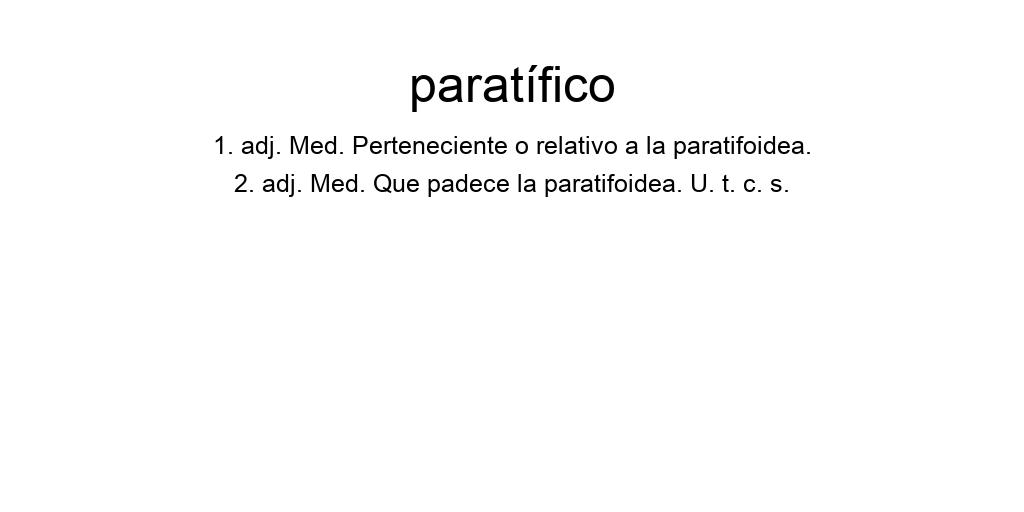 paratífico
1. adj. Med. Perteneciente o relativo a la paratifoidea.
2. adj. Med. Que padece la paratifoidea. U. t. c. s.